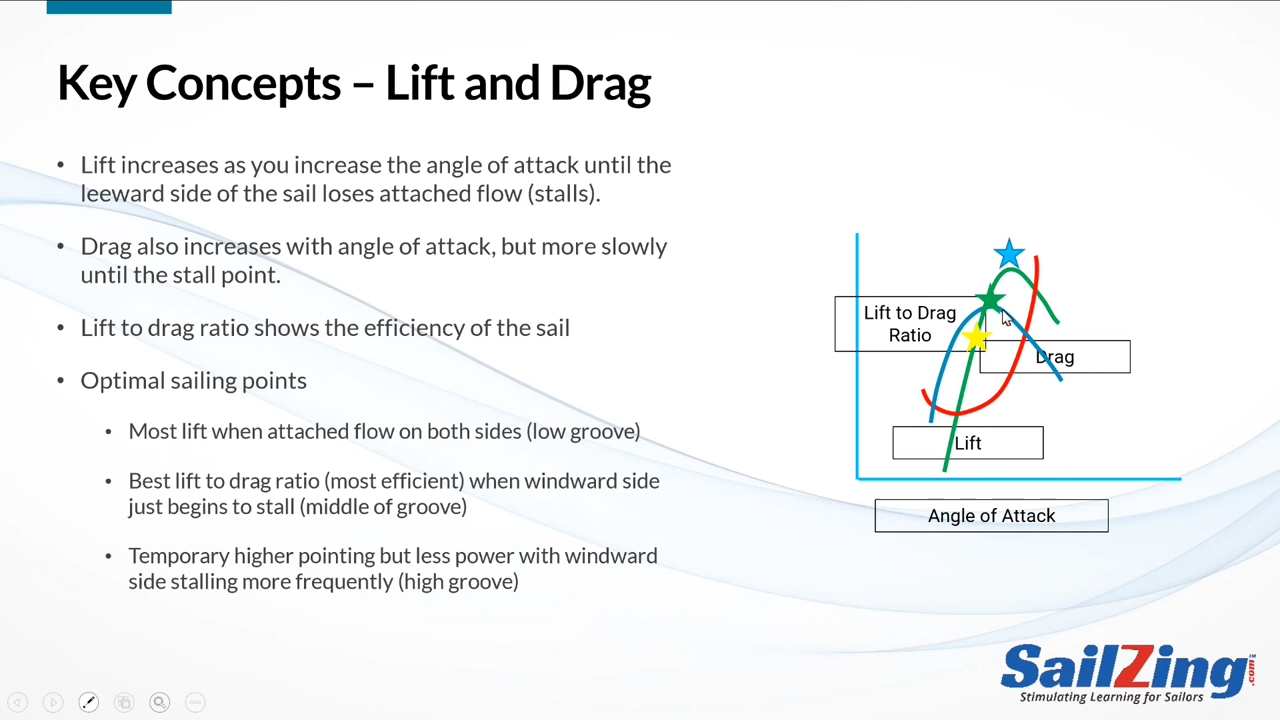 Key Concepts – Lift and Drag
• Lift increases as you increase the angle of attack until the
leeward side of the sail loses attached flow (stalls).
• Drag also increases with angle of attack, but more slowly
until the stall point.
• Lift to drag ratio shows the efficiency of the sail
• Optimal sailing points
• Most lift when attached flow on both sides (low groove)
• Best lift to drag ratio (most efficient) when windward side
just begins to stall (middle of groove)
• Temporary higher pointing but less power with windward
side stalling more frequently (high groove)
Lift to Drag
Ratio
Drag
Lift
Angle of Attack
SailZing.com™
Stimulating Learning for Sailors